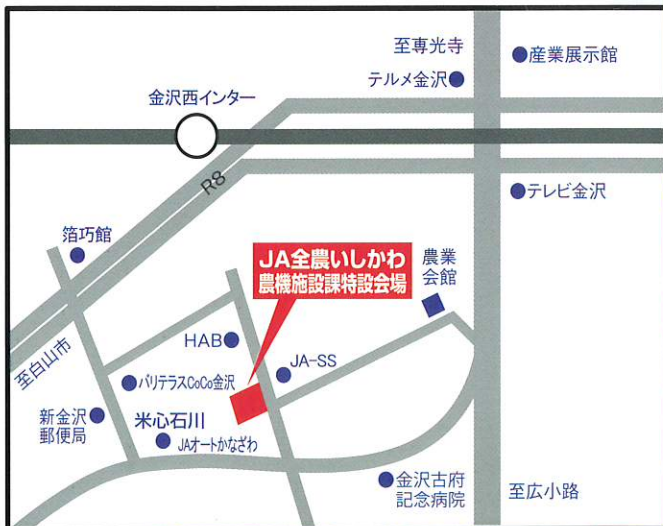 至専光寺
産業展示館
テルメ金沢
金沢西インター
R8
テレビ金沢
箔巧館
JA全農いしかわ
農機施設課特設会場
農業
会館
HAB
JA-SS
至白山市
パリテラスCoCo金沢
新金沢
郵便局
米心石川
JAオートかなざわ
金沢古府
記念病院
至広小路